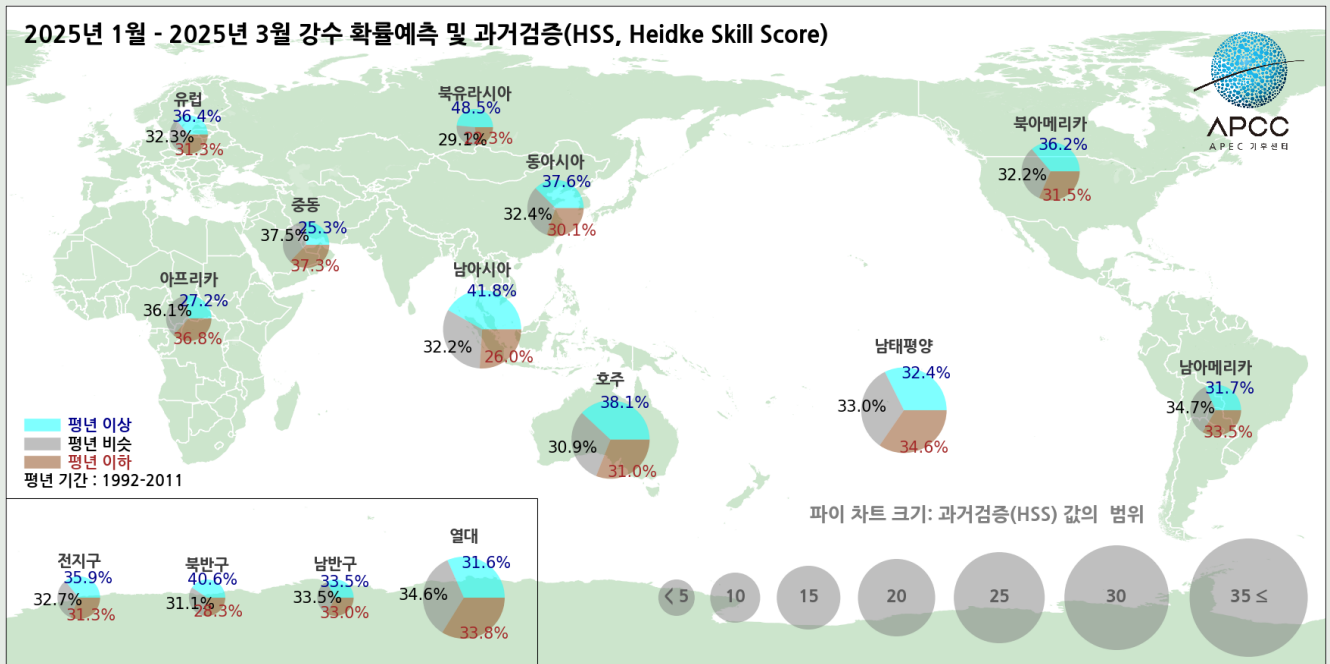 2025년 1월 - 2025년 3월 강수 확률예측 및 과거검증(HSS, Heidke Skill Score)
APCC
APEC 기후센터
유럽
36.4%
32.3%
31.3%
북유라시아
48.5%
29.1%
22.3%
동아시아
37.6%
32.4%
30.1%
북아메리카
36.2%
32.2%
31.5%
중동
25.3%
37.5%
37.3%
아프리카
27.2%
36.1%
36.8%
남아시아
41.8%
32.2%
26.0%
호주
38.1%
30.9%
31.0%
남태평양
32.4%
33.0%
34.6%
남아메리카
31.7%
34.7%
33.5%
평년 이상
평년 비슷
평년 이하
평년 기간 : 1992-2011
전지구
35.9%
32.7%
31.3%
북반구
40.6%
31.1%
28.3%
남반구
33.5%
33.5%
33.0%
열대
31.6%
34.6%
33.8%
파이 차트 크기: 과거검증(HSS) 값의 범위
< 5 10 15 20 25 30 35 ≤